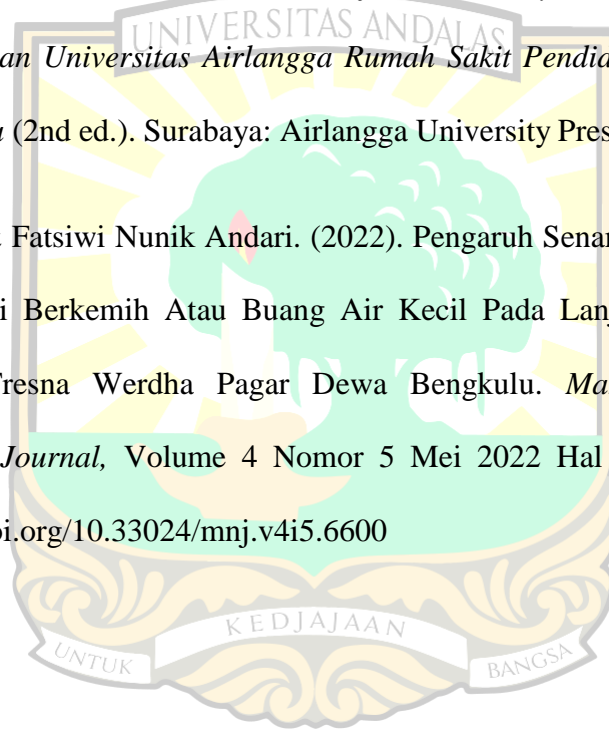 UNIVERSITAS ANDALAS
an Universitas Airlangga Rumah Sakit Pendid
(2nd ed.). Surabaya: Airlangga University Pres
Fatsiwi Nunik Andari. (2022). Pengaruh Senar
i Berkemih Atau Buang Air Kecil Pada Lan
resna Werdha Pagar Dewa Bengkulu. Ma
Journal, Volume 4 Nomor 5 Mei 2022 Hal
oi.org/10.33024/mnj.v4i5.6600
KEDJAJAAN
UNTUK BANGSA